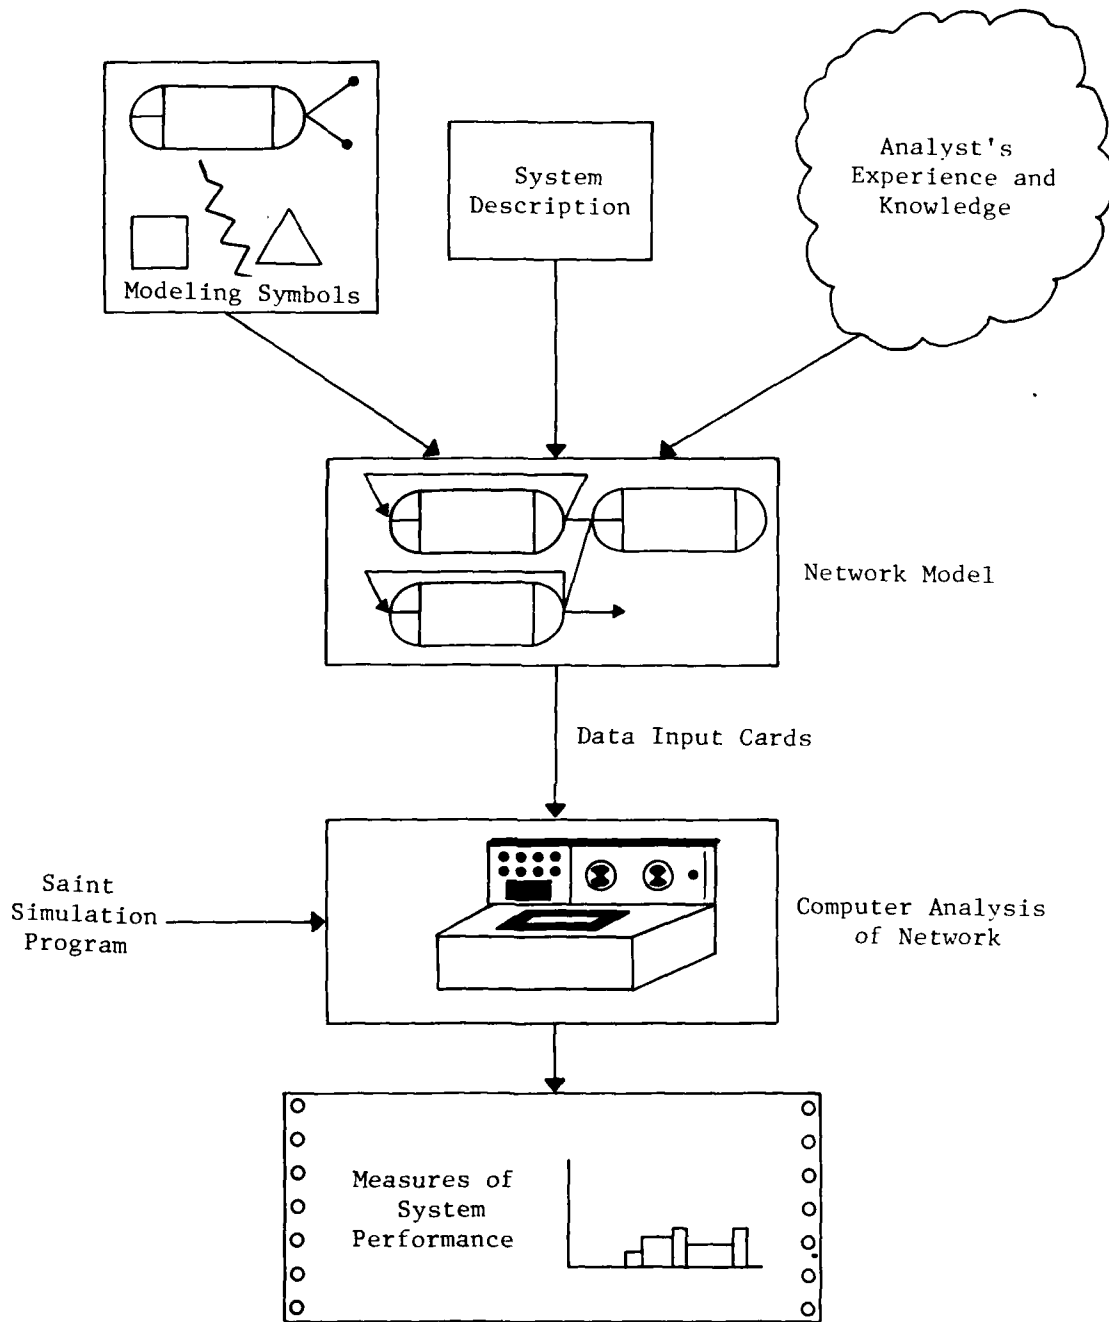 Modeling Symbols
System
Description
Analyst's
Experience and
Knowledge
Network Model
Data Input Cards
Saint
Simulation
Program
Computer Analysis
of Network
Measures of
System
Performance